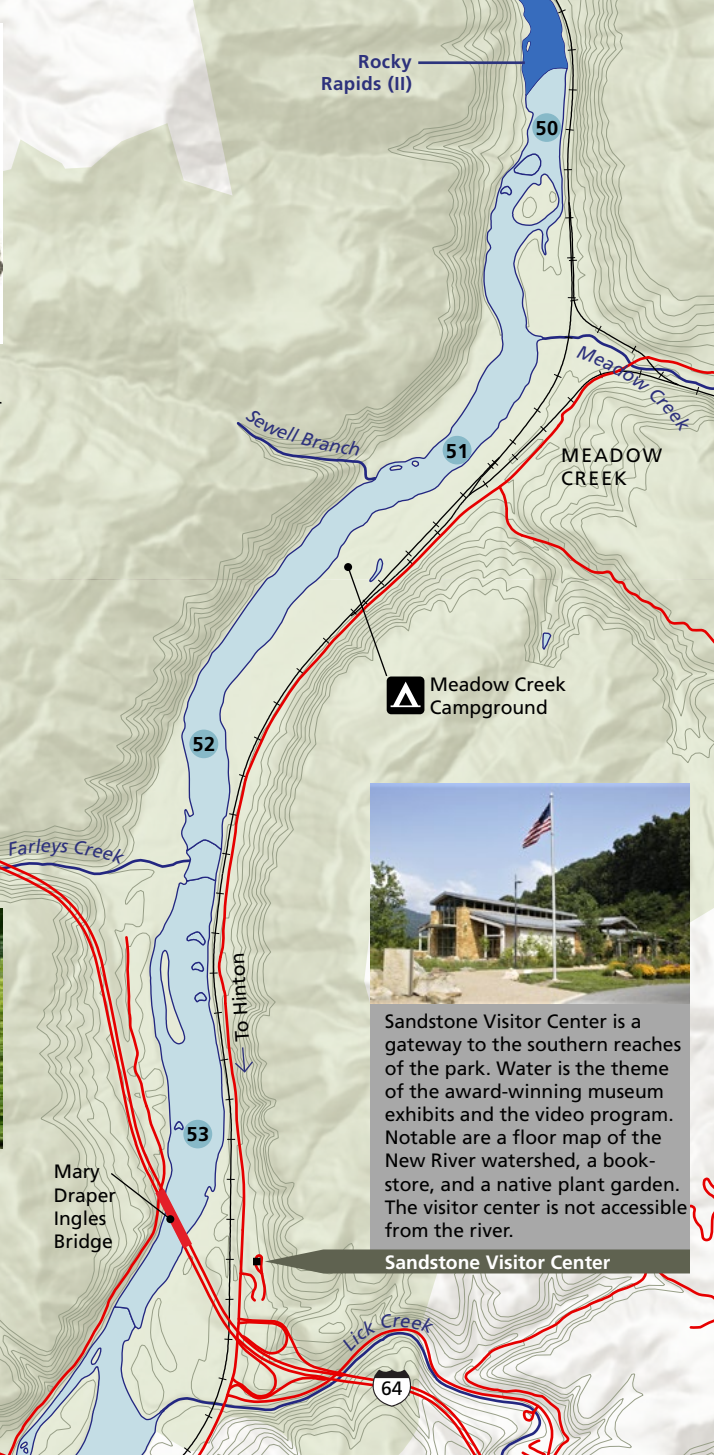 Rocky
Rapids (II)
50
Meadow Creek
Sewell Branch
51
MEADOW
CREEK
Meadow Creek
Campground
52
Farleys Creek
To Hinton
Sandstone Visitor Center is a
gateway to the southern reaches
of the park. Water is the theme
of the award-winning museum
exhibits and the video program.
Notable are a floor map of the
New River watershed, a book-
store, and a native plant garden.
The visitor center is not accessible
from the river.
53
Mary
Draper
Ingles
Bridge
Sandstone Visitor Center
Lick Creek
64